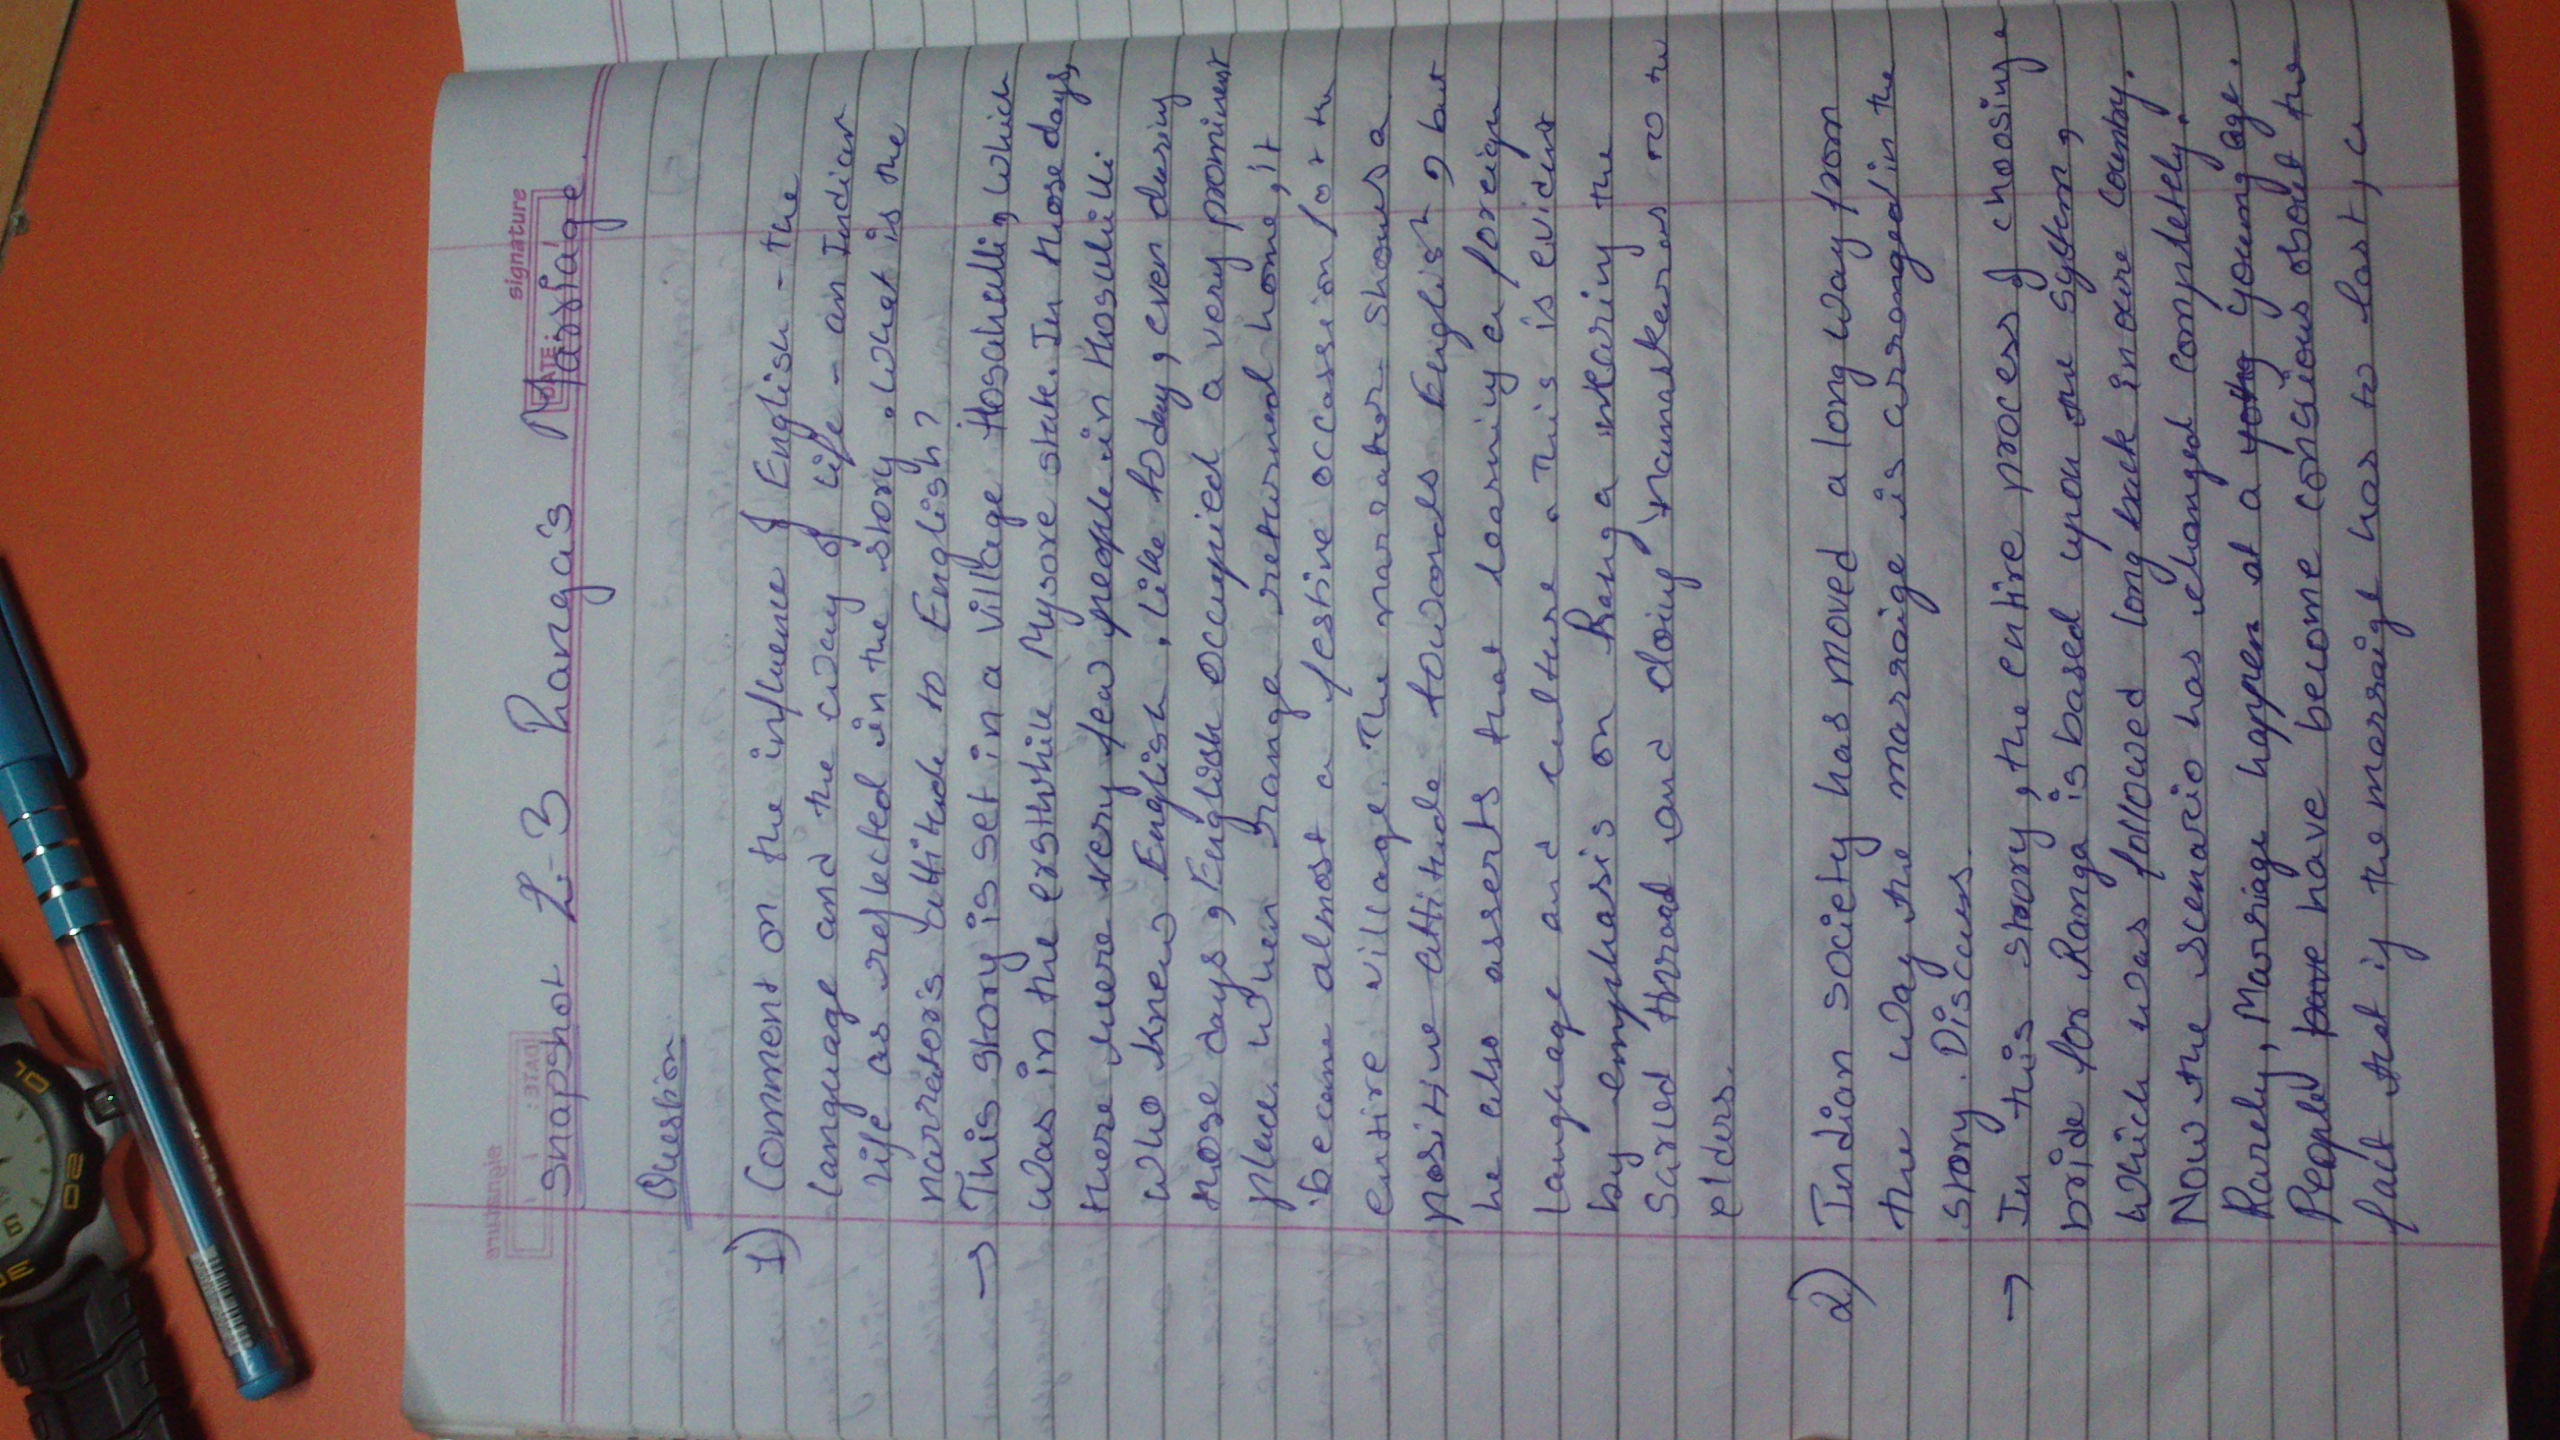 signature
DATE:
Snapshot L-3 Ranga's Marriage.
Question.
1) Comment on the influence of English - the
language and the way of life - an Indian
life as reflected in the story. What is the
narrator's attitude to English?
→ This story is set in a village Hosahalli, which
was in the erstwhile Mysore state. In those days,
there were very few people in Hosahalli
who knew English. Like today, even during
those days, English occupied a very prominent
place. When ranga returned home, it
became almost a festive occassion for the
entire village. The narrator shows a
positive attitude towards English, but
he also asserts that learning a foreign
language and culture. This is evident
by emphasis on Ranga wearing the
sacred thread and doing namaskaras to the
elders.
2) Indian society has moved a long way from
the way the marraige is arranged in the
story. Discuss.
→ In this story, the entire process of choosing a
bride for Ranga is based upon the system,
which was followed long back in oure country.
Now the scenario has changed completely.
Rarely, Marriage happen at a young age.
People have become concious about the
fact that if the marraige has to last, a
20
10